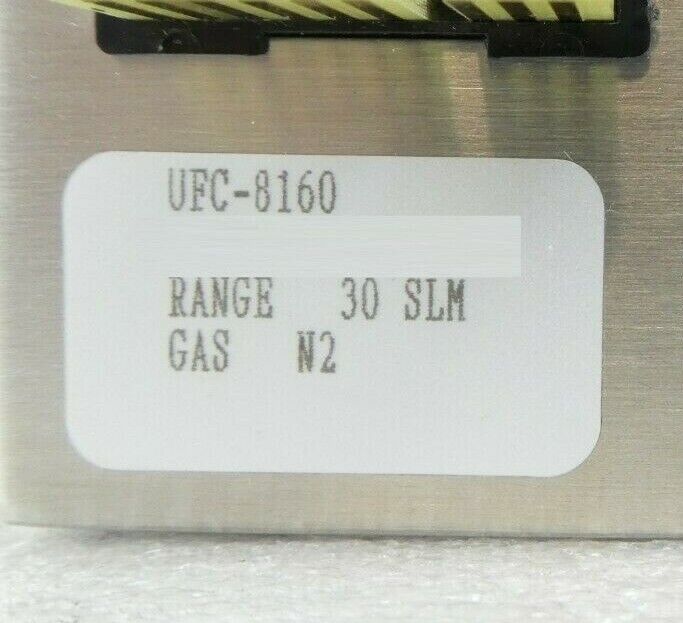 UFC-8160
RANGE 30 SLM
GAS N2